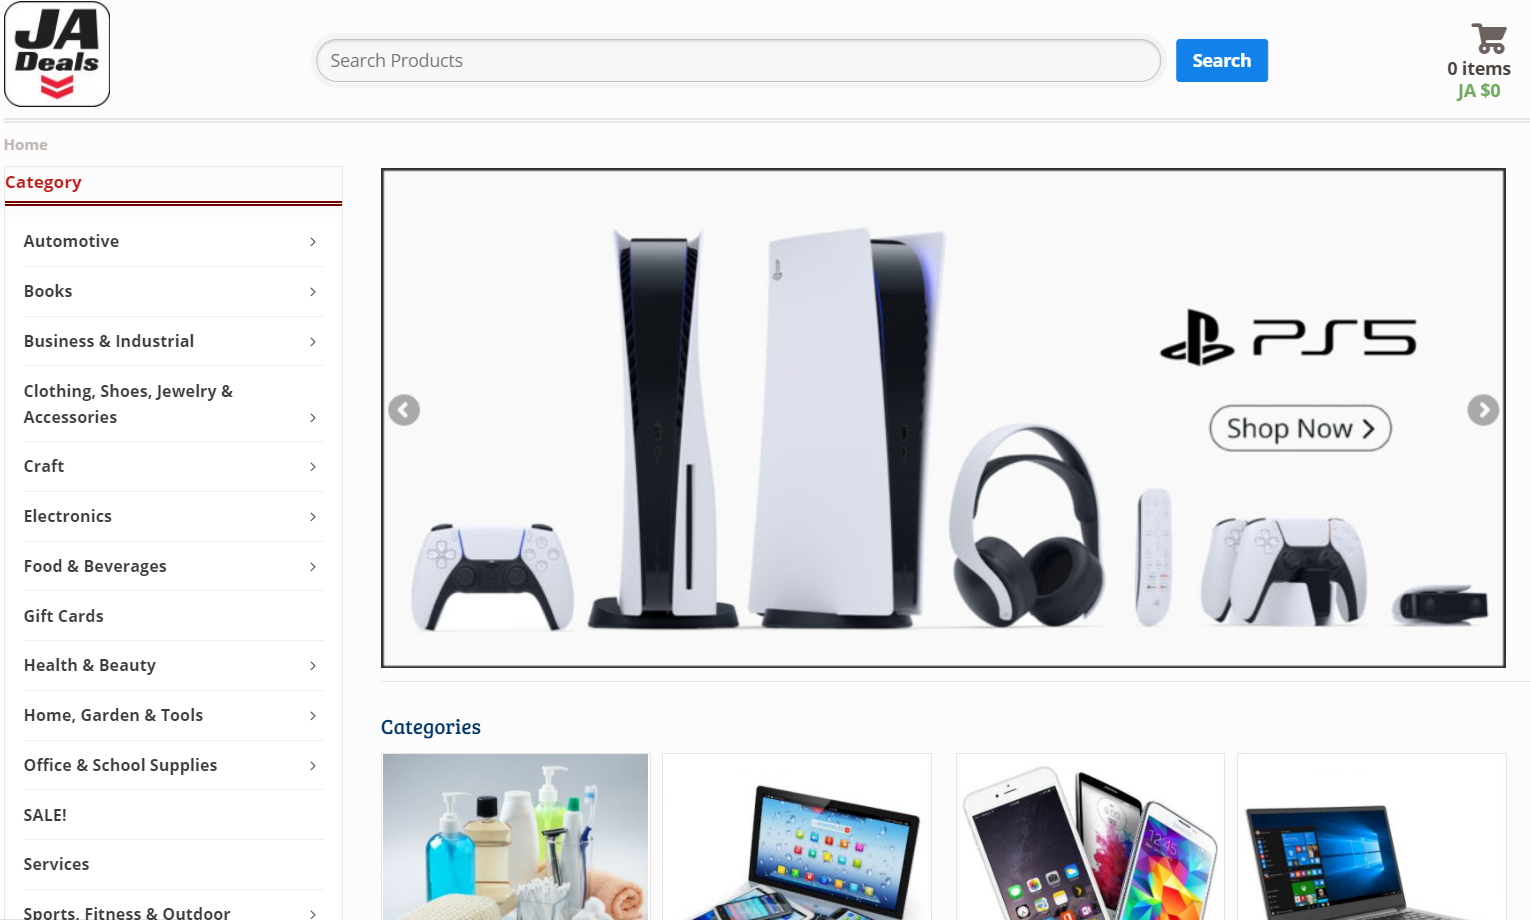 JA
Deals
Search Products
Search
0 items
JA $0
Home
Category
Automotive
Books
Business & Industrial
Clothing, Shoes, Jewelry &
Accessories
Craft
Electronics
Food & Beverages
Gift Cards
Health & Beauty
Home, Garden & Tools
Office & School Supplies
SALE!
Services
Sports, Fitness & Outdoor
PS5
Shop Now
Categories
12:45